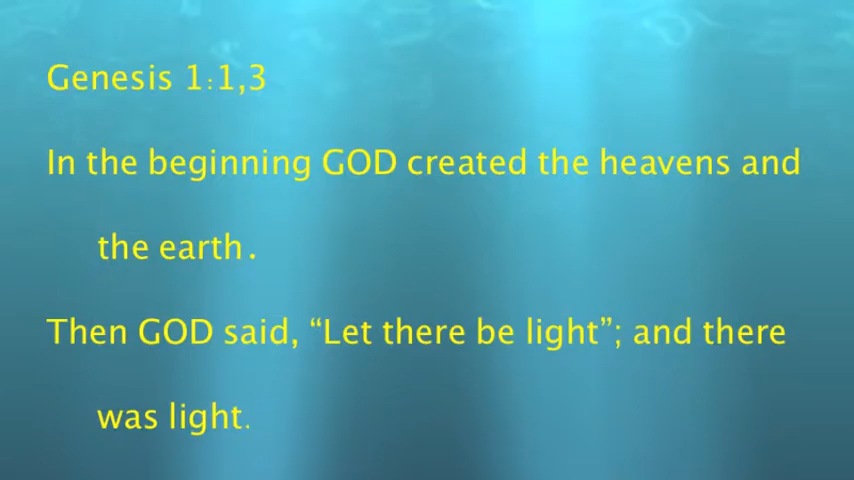 Genesis 1:1,3
In the beginning GOD created the heavens and
the earth.
Then GOD said, “Let there be light”; and there
was light.